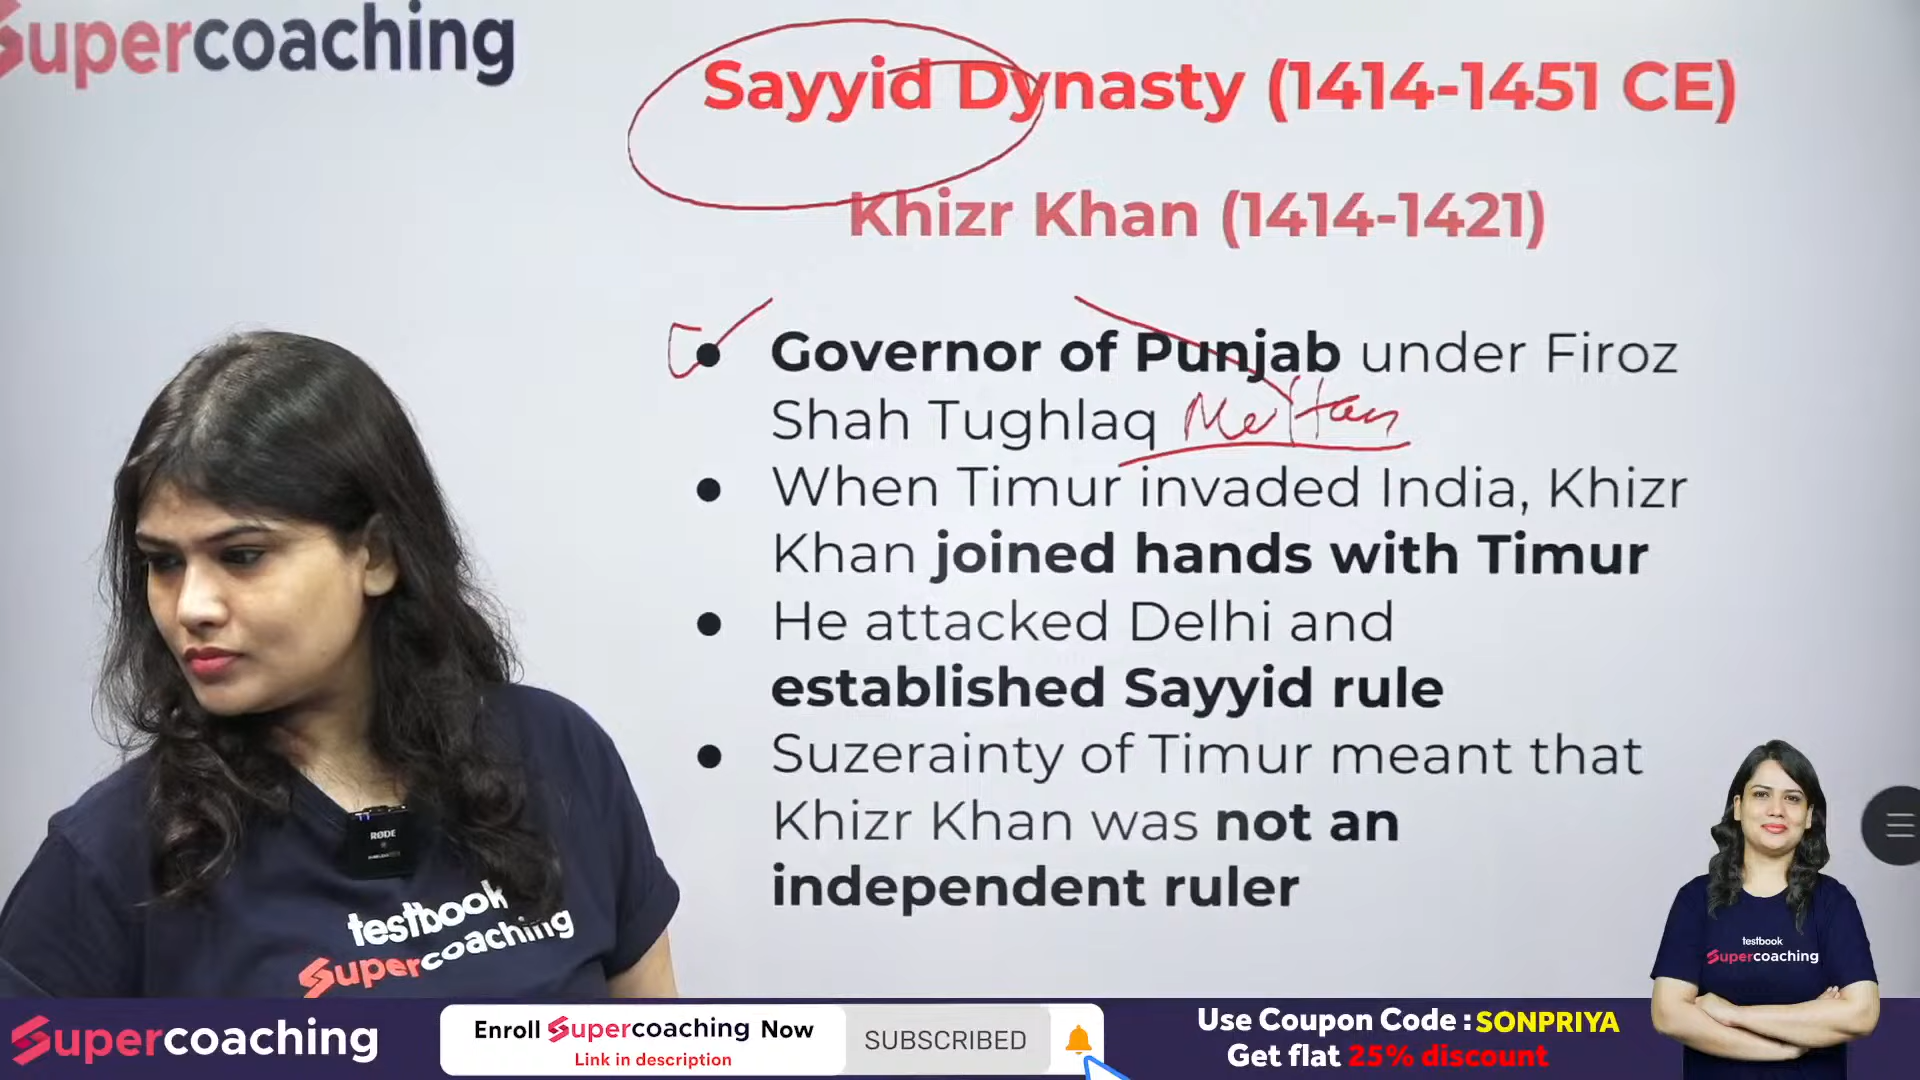 Supercoaching
Sayyid Dynasty (1414-1451 CE)
Khizr Khan (1414-1421)
● Governor of Punjab under Firoz
Shah Tughlaq Multan
● When Timur invaded India, Khizr
Khan joined hands with Timur
● He attacked Delhi and
established Sayyid rule
● Suzerainty of Timur meant that
Khizr Khan was not an
independent ruler
RØDE
testbook
Supercoaching
testbook
Supercoaching
Supercoaching
Enroll Supercoaching Now
Link in description
SUBSCRIBED
Use Coupon Code : SONPRIYA
Get flat 25% discount